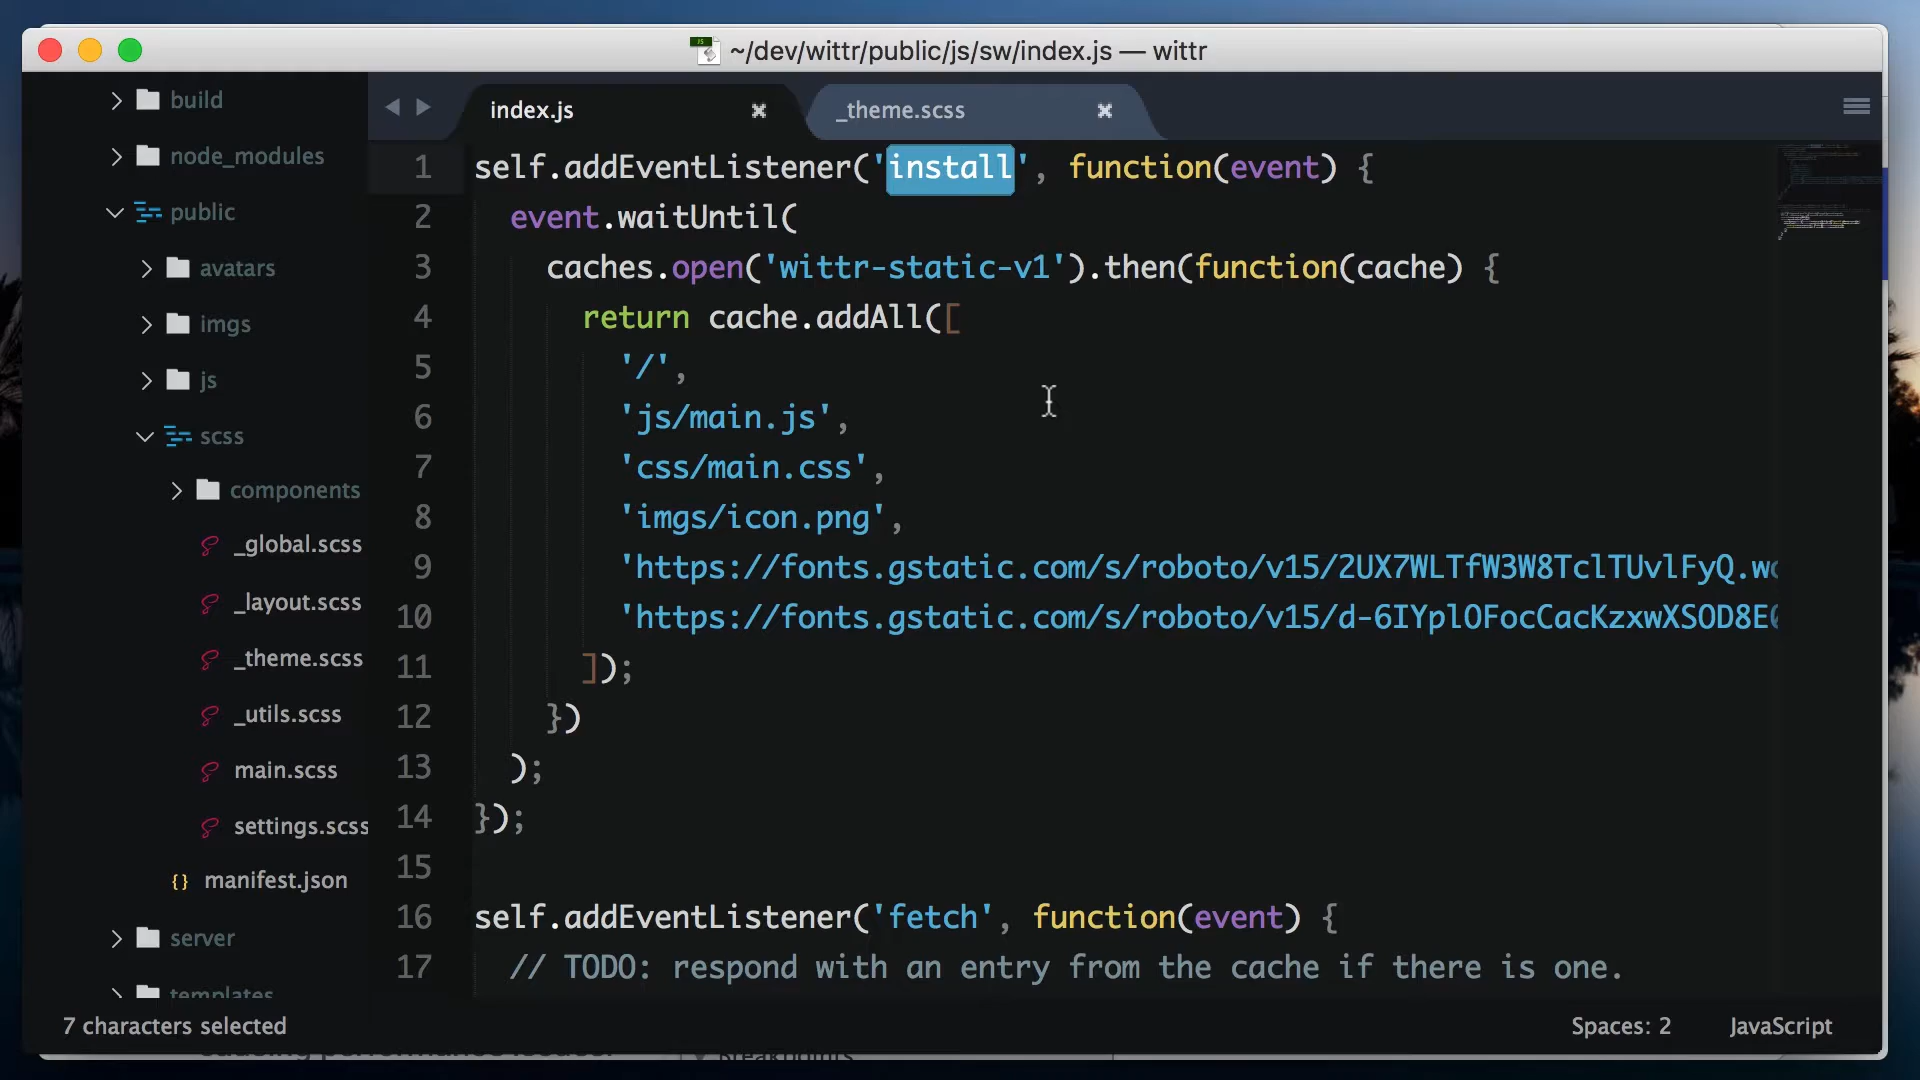 ~/dev/wittr/public/js/sw/index.js — wittr
build
node_modules
public
avatars
imgs
js
scss
components
_global.scss
_layout.scss
_theme.scss
_utils.scss
main.scss
settings.scss
manifest.json
server
templates
index.js
_theme.scss
1 self.addEventListener('install', function(event) {
2 event.waitUntil(
3 caches.open('wittr-static-v1').then(function(cache) {
4 return cache.addAll([
5 '/',
6 'js/main.js',
7 'css/main.css',
8 'imgs/icon.png',
9 'https://fonts.gstatic.com/s/roboto/v15/2UX7WLTfW3W8TclTUvlFyQ.wo
10 'https://fonts.gstatic.com/s/roboto/v15/d-6IYplOFocCacKzxwXSOD8E
11 ]);
12 })
13 );
14 });
15
16 self.addEventListener('fetch', function(event) {
17 // TODO: respond with an entry from the cache if there is one.
7 characters selected
Spaces: 2
JavaScript